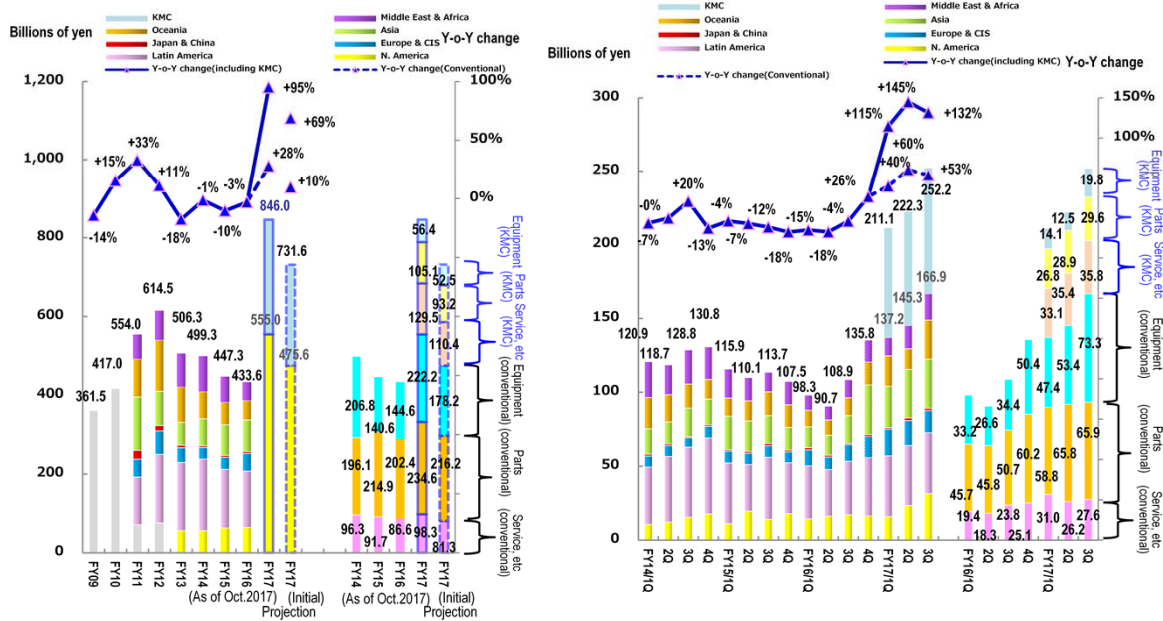 KMC
Oceania
Japan & China
Latin America
Middle East & Africa
Asia
Europe & CIS
N. America
Y-o-Y change(including KMC)
Y-o-Y change(Conventional)
Billions of yen
Y-o-Y change
1,200
1,000
800
600
400
200
0
100%
50%
0%
-14%
+15%
+33%
+11%
-18%
-1%
-10%
-3%
+95%
+69%
+28%
+10%
361.5
417.0
554.0
614.5
506.3
499.3
447.3
433.6
846.0
555.0
731.6
475.6
206.8
196.1
96.3
140.6
214.9
91.7
144.6
202.4
86.6
56.4
105.1
129.5
222.2
234.6
98.3
52.5
93.2
110.4
178.2
216.2
81.3
Equipment (KMC)
Parts (KMC)
Service, etc (KMC)
Equipment (conventional)
Parts (conventional)
Service, etc (conventional)
FY09
FY10
FY11
FY12
FY13
FY14
FY15
FY16
FY17
FY17
(As of Oct.2017)
(Initial)
Projection
FY14
FY15
FY16
FY17
FY17
(As of Oct.2017)
(Initial)
Projection
KMC
Oceania
Japan & China
Latin America
Middle East & Africa
Asia
Europe & CIS
N. America
Y-o-Y change(Conventional)
Y-o-Y change(including KMC)
Billions of yen
Y-o-Y change
300
250
200
150
100
50
0
150%
100%
-0%
-7%
+20%
-13%
-4%
-15%
-12%
-18%
-15%
-18%
-4%
+26%
+115%
+145%
+132%
+40%
+60%
+53%
120.9
118.7
128.8
130.8
115.9
110.1
113.7
107.5
98.3
90.7
108.9
135.8
211.1
137.2
222.3
145.3
252.2
166.9
33.2
45.7
19.4
26.6
45.8
18.3
34.4
50.7
23.8
50.4
60.2
25.1
14.1
26.8
33.1
47.4
58.8
31.0
12.5
28.9
35.4
53.4
65.8
26.2
19.8
29.6
35.8
73.3
65.9
27.6
Equipment (KMC)
Parts (KMC)
Service, etc (KMC)
Equipment (conventional)
Parts (conventional)
Service, etc (conventional)
FY14/1Q
2Q
3Q
4Q
FY15/1Q
2Q
3Q
4Q
FY16/1Q
2Q
3Q
4Q
FY17/1Q
2Q
3Q
FY16/1Q
2Q
3Q
4Q
FY17/1Q
2Q
3Q